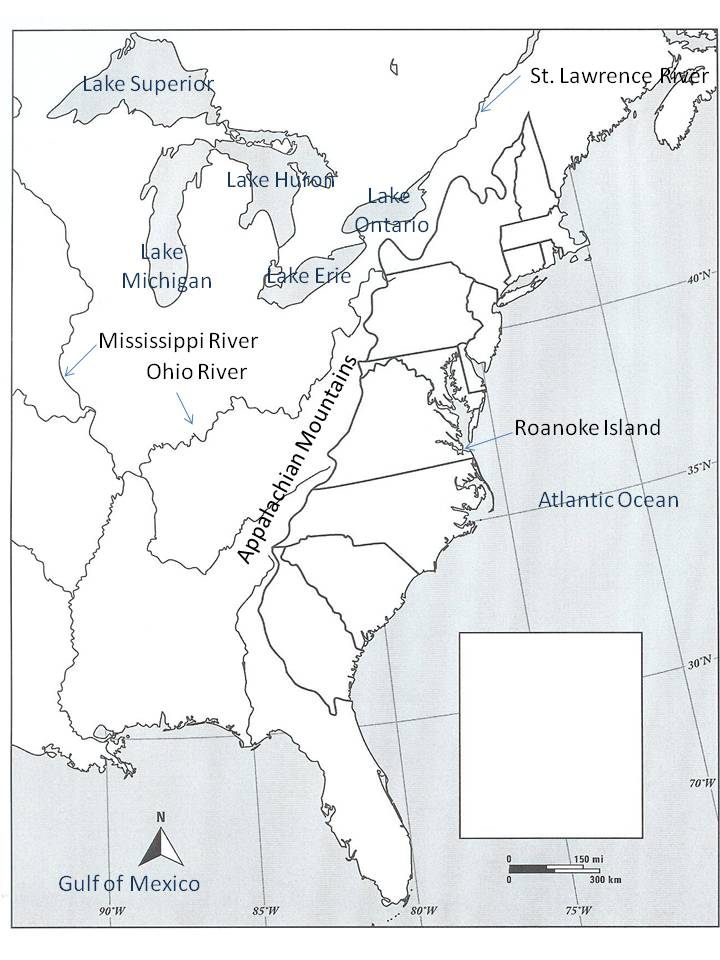 St. Lawrence River
Lake Superior
Lake Huron
Lake
Ontario
Lake
Michigan
Lake Erie
40°N
Mississippi River
Ohio River
Appalachian Mountains
Roanoke Island
35°N
Atlantic Ocean
30°N
70°W
N
0 150 mi
0 300 km
Gulf of Mexico
90°W 85°W 80°W 75°W